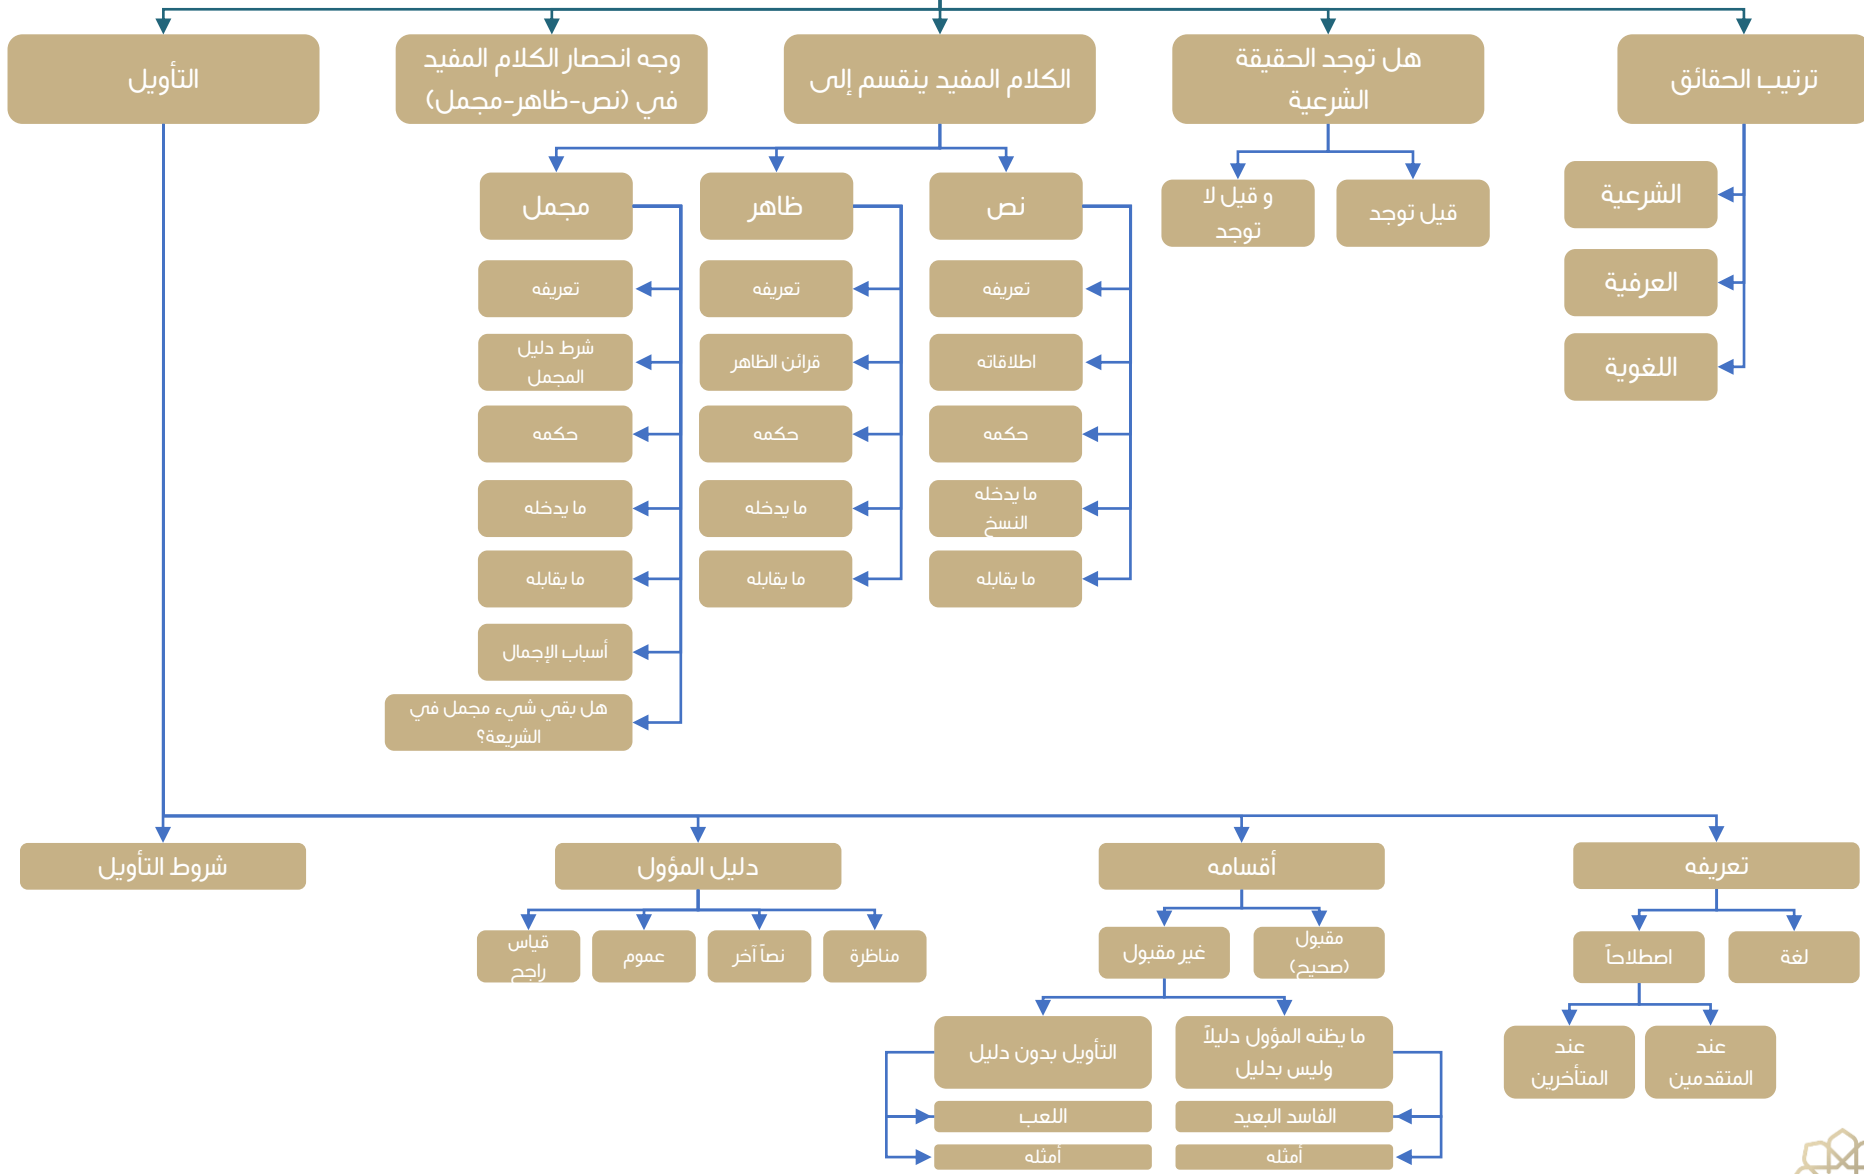 ترتيب الحقائق
هل توجد الحقيقة
الشرعية
الكلام المفيد ينقسم إلى
وجه انحصار الكلام المفيد
في (نص-ظاهر-مجمل)
التأويل
الشرعية
العرفية
اللغوية
قيل توجد
و قيل لا
توجد
نص
تعريفه
اطلاقاته
حكمه
ما يدخله
النسخ
ما يقابله
ظاهر
تعريفه
قرائن الظاهر
حكمه
ما يدخله
ما يقابله
مجمل
تعريفه
شرط دليل
المجمل
حكمه
ما يدخله
ما يقابله
أسباب الإجمال
هل بقي شيء مجمل في
الشريعة؟
تعريفه
أقسامه
دليل المؤول
شروط التأويل
لغة
اصطلاحاً
عند
المتقدمين
عند
المتأخرين
مقبول
(صحيح)
غير مقبول
ما يظنه المؤول دليلاً
وليس بدليل
الفاسد البعيد
أمثله
التأويل بدون دليل
اللعب
أمثله
مناظرة
نصاً آخر
عموم
قياس
راجح